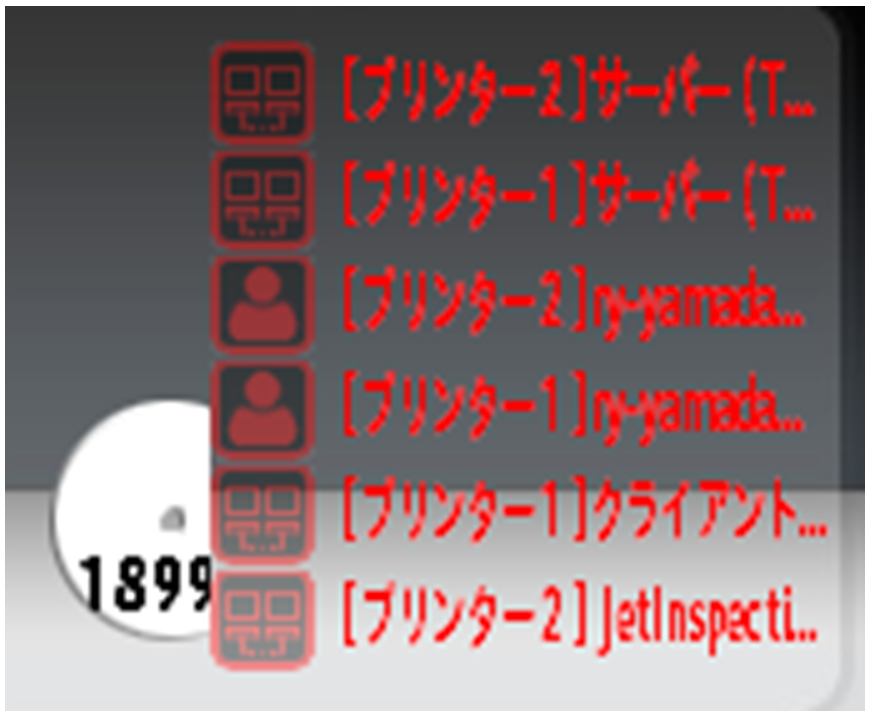 [プリンター2]サーバー(T...
[プリンター1]サーバー(T...
[プリンター2]ry-yamada...
[プリンター1]ry-yamada...
[プリンター1]クライアント...
[プリンター2]JetInspecti...
1899